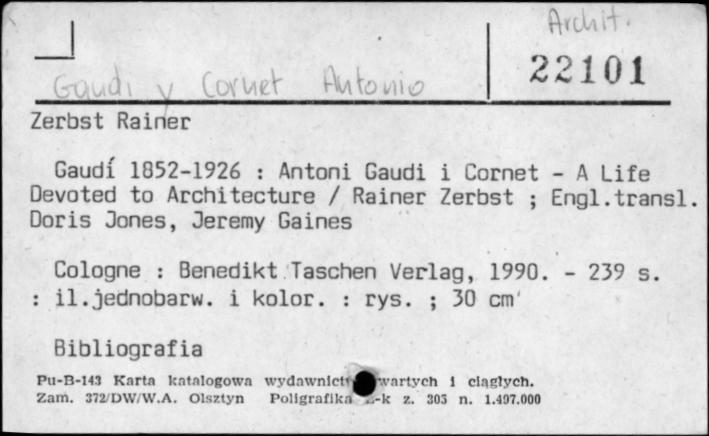 Archit.
22101
Gaudi y Cornet Antonio
Zerbst Rainer
Gaudí 1852-1926 : Antoni Gaudi i Cornet - A Life
Devoted to Architecture / Rainer Zerbst ; Engl.transl.
Doris Jones, Jeremy Gaines
Cologne : Benedikt Taschen Verlag, 1990. - 239 s.
: il.jednobarw. i kolor. : rys. ; 30 cm
Bibliografia
Pu-B-143 Karta katalogowa wydawnict wartych i ciągłych.
Zam. 372/DW/W.A. Olsztyn Poligrafika -k z. 305 n. 1.497.000